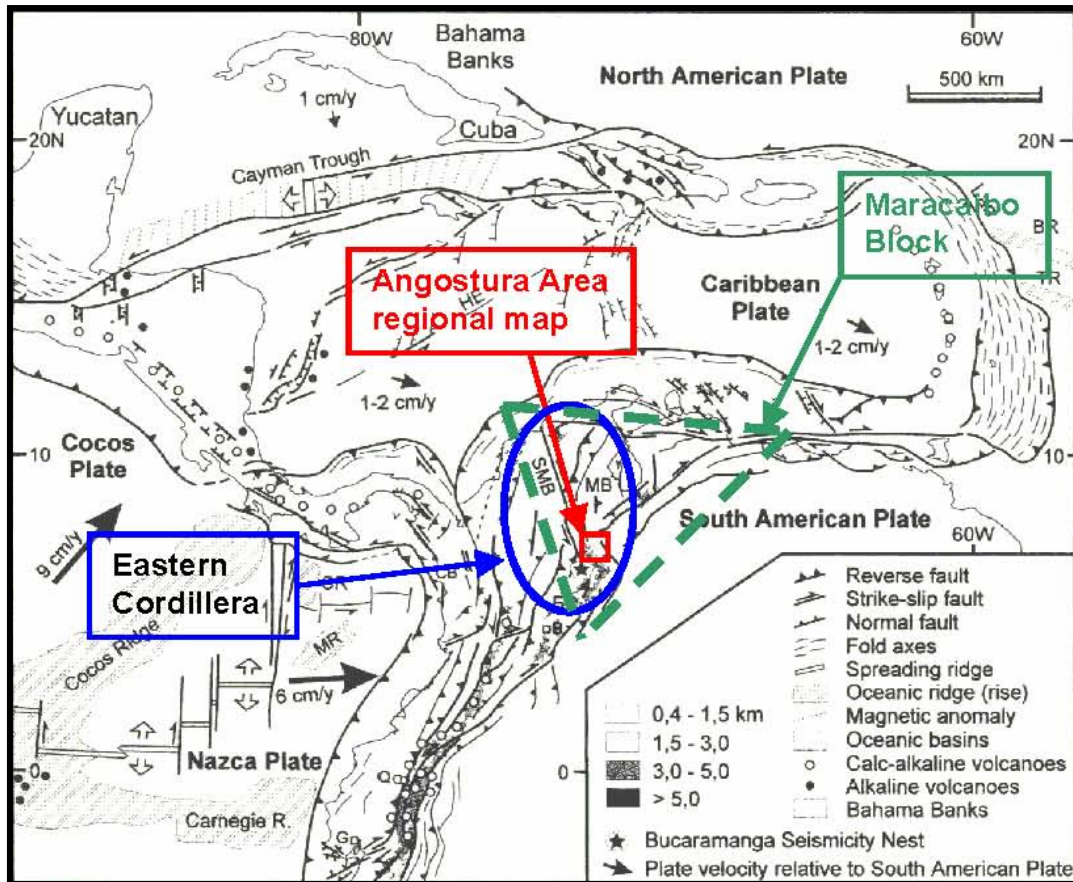 80W
60W
Bahama
Banks
North American Plate
500 km
Yucatan
1 cm/y
Cuba
20N
20N
Cayman Trough
Maracaibo
Block
BR
TR
Angostura Area
regional map
HE
Caribbean
Plate
1-2 cm/y
1-2 cm/y
Cocos
Plate
10
10
SMB
MB
South American Plate
60W
9 cm/y
Eastern
Cordillera
CB
Cocos Ridge
MR
6 cm/y
Nazca Plate
0
0
Carnegie R.
G
Reverse fault
Strike-slip fault
Normal fault
Fold axes
Spreading ridge
Oceanic ridge (rise)
Magnetic anomaly
Oceanic basins
Calc-alkaline volcanoes
Alkaline volcanoes
Bahama Banks
0,4 - 1,5 km
1,5 - 3,0
3,0 - 5,0
> 5,0
Bucaramanga Seismicity Nest
Plate velocity relative to South American Plate